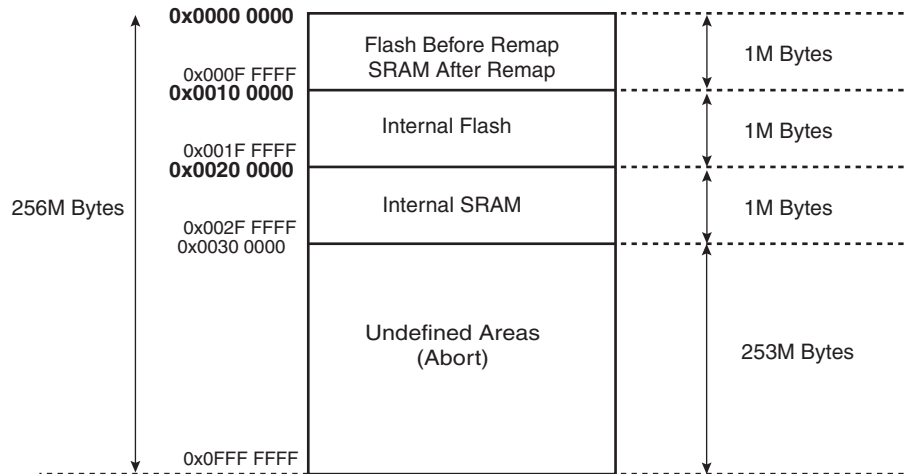 0x0000 0000
Flash Before Remap
SRAM After Remap
1M Bytes
0x000F FFFF
0x0010 0000
Internal Flash
1M Bytes
0x001F FFFF
0x0020 0000
256M Bytes
Internal SRAM
1M Bytes
0x002F FFFF
0x0030 0000
Undefined Areas
(Abort)
253M Bytes
0x0FFF FFFF